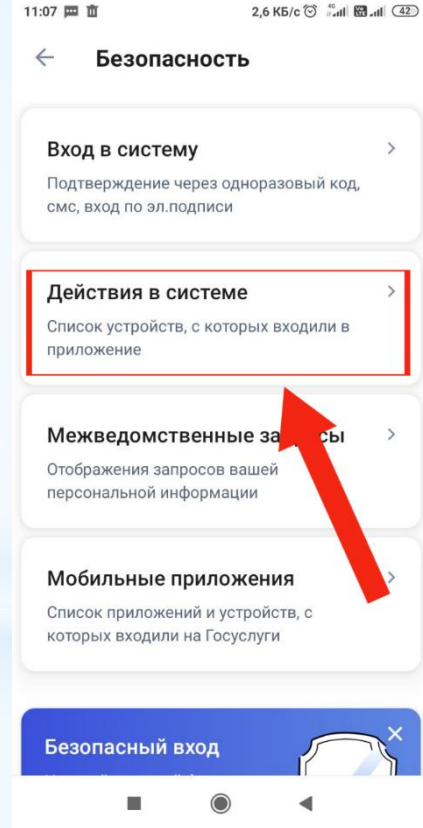 11:07 2,6 КБ/с 4G 42
Безопасность
Вход в систему
Подтверждение через одноразовый код,
смс, вход по эл.подписи
Действия в системе
Список устройств, с которых входили в
приложение
Межведомственные
Отображения запросов вашей
персональной информации
Мобильные приложения
Список приложений и устройств, с
которых входили на Госуслуги
Безопасный вход